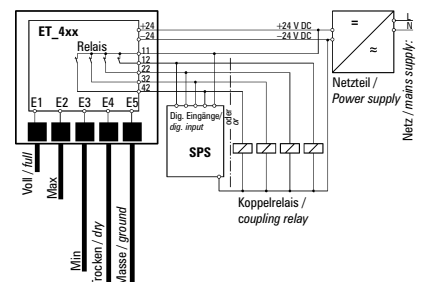 ET_4xx
Relais
+24
−24
11
12
22
32
42
+24 V DC
−24 V DC
=
≈
L
N
Netz / mains supply:
Netzteil /
Power supply
E1 E2 E3 E4 E5
Dig. Eingänge/
dig. input
SPS
oder
or
Koppelrelais /
coupling relay
Voll / full
Max
Min
Trocken / dry
Masse / ground